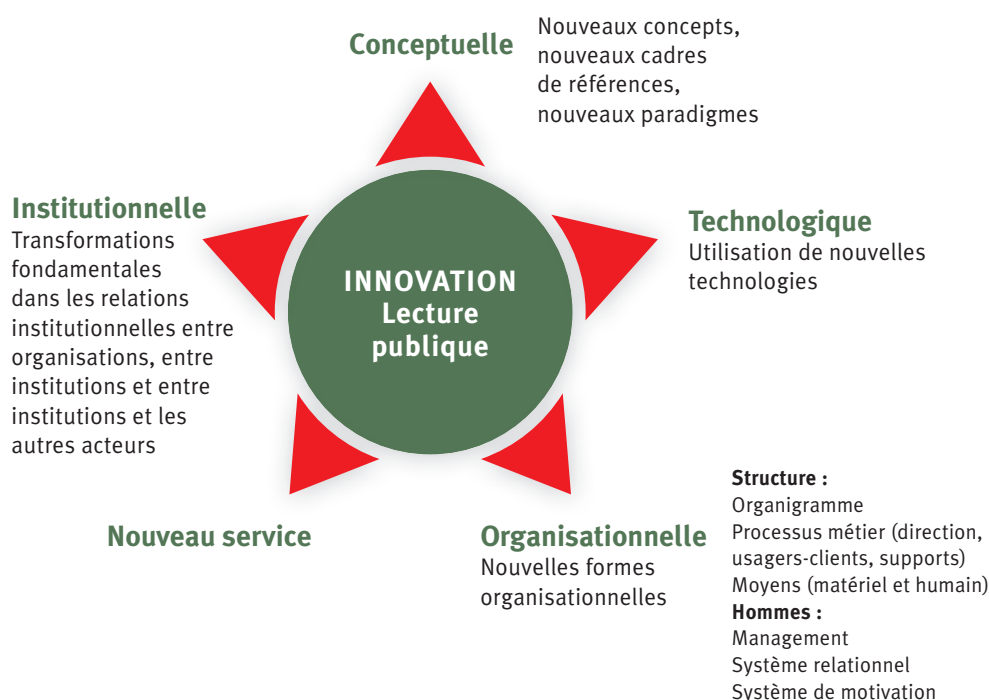 Conceptuelle
Nouveaux concepts,
nouveaux cadres
de références,
nouveaux paradigmes
Institutionnelle
Transformations
fondamentales
dans les relations
institutionnelles entre
organisations, entre
institutions et entre
institutions et les
autres acteurs
INNOVATION
Lecture
publique
Technologique
Utilisation de nouvelles
technologies
Nouveau service
Organisationnelle
Nouvelles formes
organisationnelles
Structure :
Organigramme
Processus métier (direction,
usagers-clients, supports)
Moyens (matériel et humain)
Hommes :
Management
Système relationnel
Système de motivation